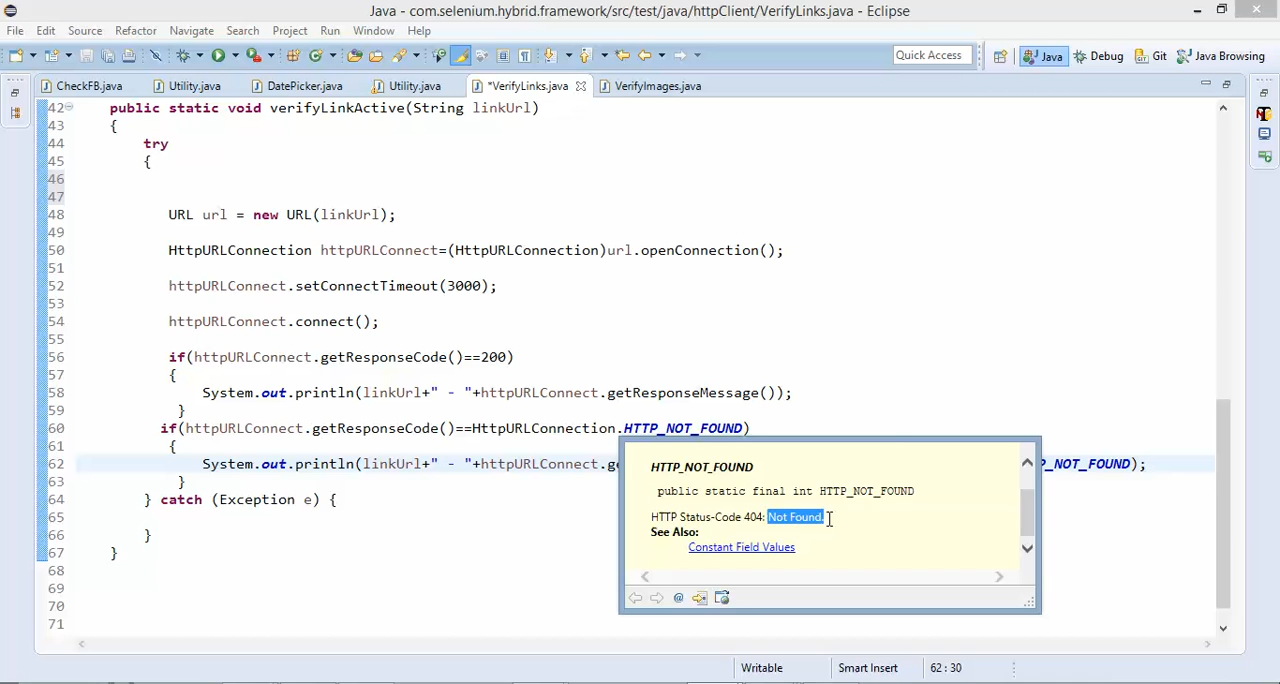 Java - com.selenium.hybrid.framework/src/test/java/httpClient/VerifyLinks.java - Eclipse
File Edit Source Refactor Navigate Search Project Run Window Help
Quick Access Java Debug Git Java Browsing
CheckFB.java Utility.java DatePicker.java Utility.java *VerifyLinks.java VerifyImages.java
42 public static void verifyLinkActive(String linkUrl)
43 {
44 try
45 {
46
47
48 URL url = new URL(linkUrl);
49
50 HttpURLConnection httpURLConnect=(HttpURLConnection)url.openConnection();
51
52 httpURLConnect.setConnectTimeout(3000);
53
54 httpURLConnect.connect();
55
56 if(httpURLConnect.getResponseCode()==200)
57 {
58 System.out.println(linkUrl+" - "+httpURLConnect.getResponseMessage());
59 }
60 if(httpURLConnect.getResponseCode()==HttpURLConnection.HTTP_NOT_FOUND)
61 {
62 System.out.println(linkUrl+" - "+httpURLConnect.ge P_NOT_FOUND);
63 }
64 } catch (Exception e) {
65
66 }
67 }
68
69
70
71
HTTP_NOT_FOUND
public static final int HTTP_NOT_FOUND
HTTP Status-Code 404: Not Found.
See Also:
Constant Field Values
Writable Smart Insert 62 : 30